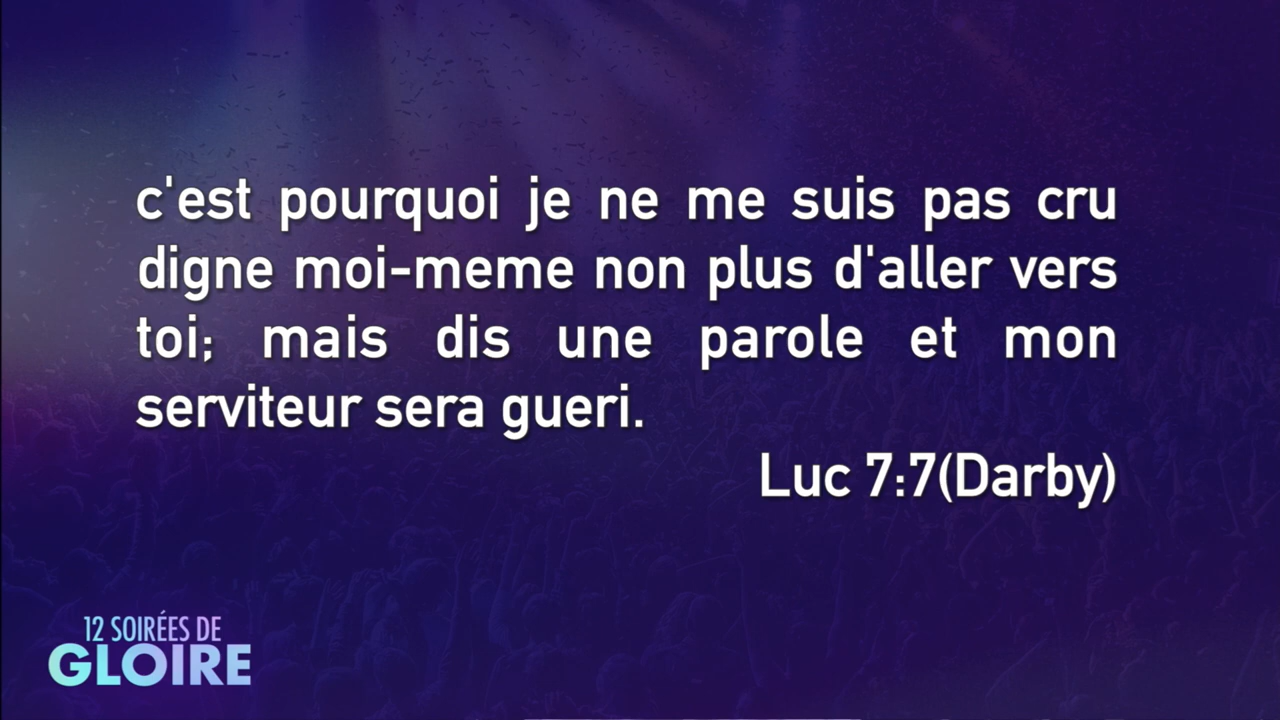 c'est pourquoi je ne me suis pas cru
digne moi-meme non plus d'aller vers
toi; mais dis une parole et mon
serviteur sera gueri.
Luc 7:7(Darby)
12 SOIRÉES DE
GLOIRE